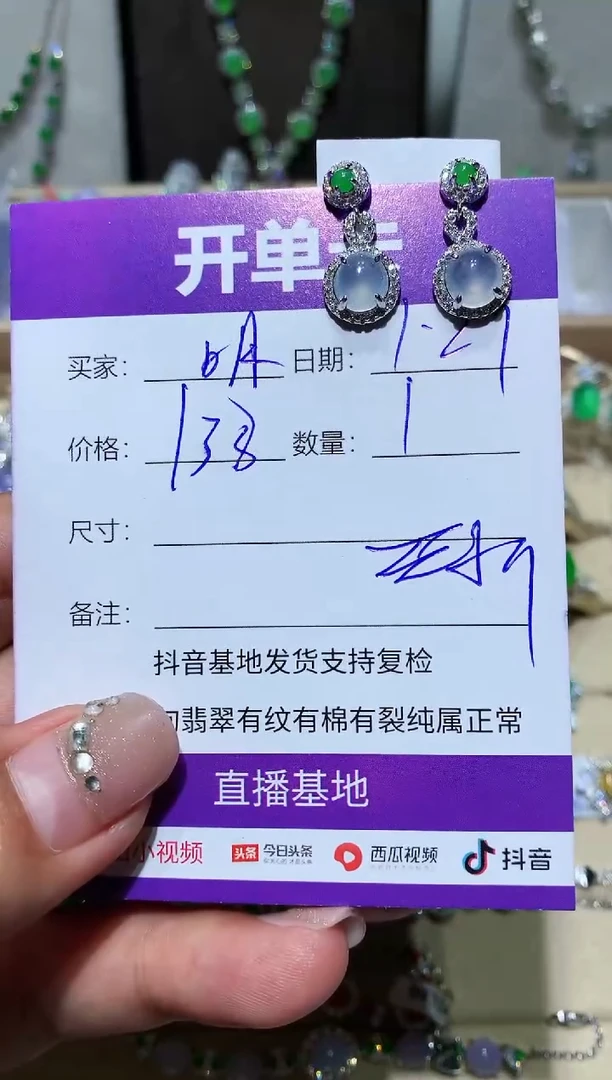 开单卡
买家： 日期：1.21
价格：138 数量：1
尺寸：
备注：
抖音基地发货支持复检
翡翠有纹有棉有裂纯属正常
直播基地
小视频 头条 今日头条 西瓜视频 抖音